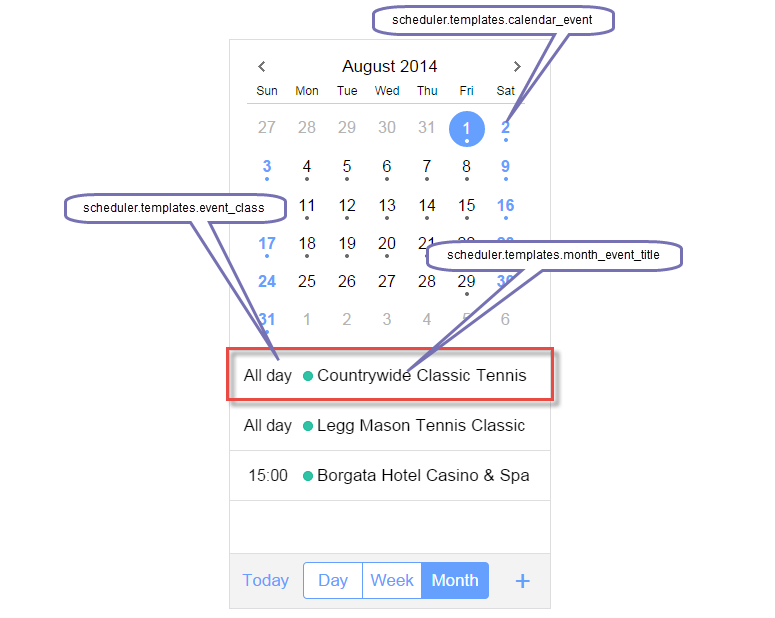 scheduler.templates.calendar_event
August 2014
Sun Mon Tue Wed Thu Fri Sat
27 28 29 30 31 1 2
3 4 5 6 7 8 9
scheduler.templates.event_class
11 12 13 14 15 16
17 18 19 20 21
scheduler.templates.month_event_title
24 25 26 27 28 29 30
31 1 2 3 4 5 6
All day Countrywide Classic Tennis
All day Legg Mason Tennis Classic
15:00 Borgata Hotel Casino & Spa
Today Day Week Month +